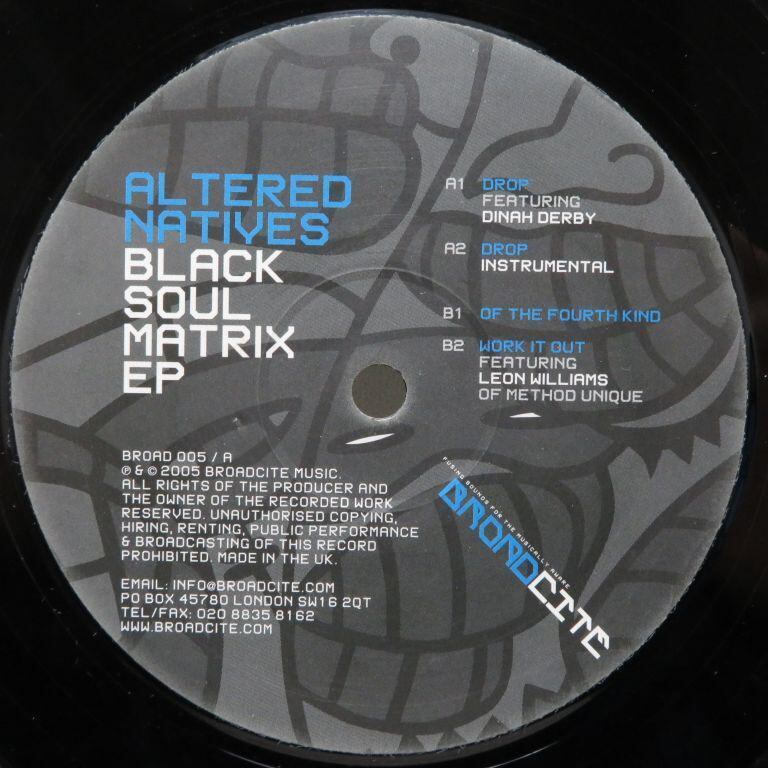 ALTERED
NATIVES
BLACK
SOUL
MATRIX
EP
A1 DROP
FEATURING
DINAH DERBY
A2 DROP
INSTRUMENTAL
B1 OF THE FOURTH KIND
B2 WORK IT OUT
FEATURING
LEON WILLIAMS
OF METHOD UNIQUE
BROAD 005 / A
℗ & © 2005 BROADCITE MUSIC.
ALL RIGHTS OF THE PRODUCER AND
THE OWNER OF THE RECORDED WORK
RESERVED. UNAUTHORISED COPYING,
HIRING, RENTING, PUBLIC PERFORMANCE
& BROADCASTING OF THIS RECORD
PROHIBITED. MADE IN THE UK.
EMAIL: INFO@BROADCITE.COM
PO BOX 45780 LONDON SW16 2QT
TEL/FAX: 020 8835 8162
WWW.BROADCITE.COM
FUSING SOUNDS FOR THE MUSICALLY AWARE
BROADCITE